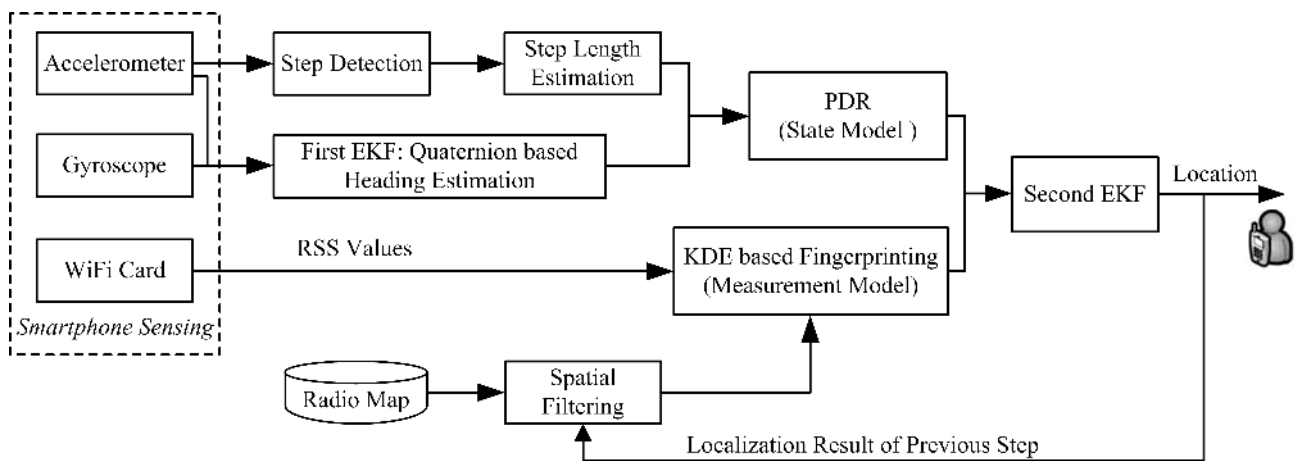 Accelerometer
Step Detection
Step Length
Estimation
PDR
(State Model )
Gyroscope
First EKF: Quaternion based
Heading Estimation
Second EKF
Location
WiFi Card
RSS Values
KDE based Fingerprinting
(Measurement Model)
Smartphone Sensing
Radio Map
Spatial
Filtering
Localization Result of Previous Step